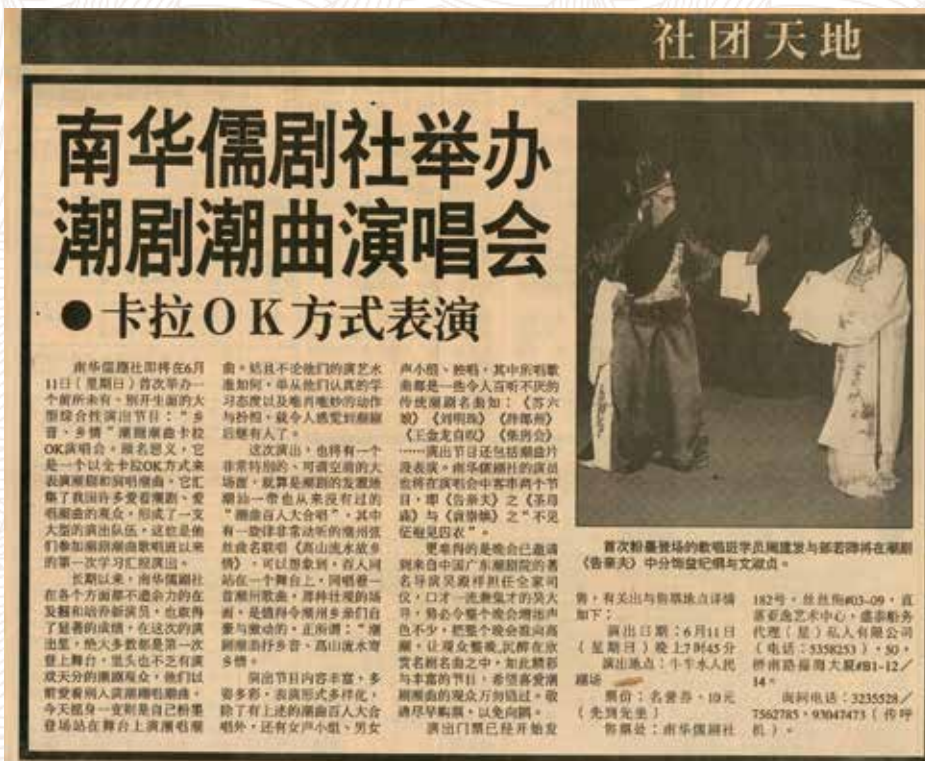 社团天地
南华儒剧社举办
潮剧潮曲演唱会
●卡拉OK方式表演
南华儒剧社即将在6月
11日（星期日）首次举办一
个前所未有、别开生面的大
型综合性演出节目：“乡
音、乡情”潮剧潮曲卡拉
OK演唱会。顾名思义，它
是一个以全卡拉OK方式来
表演潮剧和演唱潮曲。它汇
集了我国许多爱看潮剧、爱
唱潮曲的观众，形成了一支
大型的演出队伍，这也是他
们参加潮剧潮曲歌唱班以来
的第一次学习汇报演出。
长期以来，南华儒剧社
在各个方面都不遗余力的在
发掘和培养新演员，也取得
了显著的成绩，在这次的演
出里，绝大多数都是第一次
登上舞台，里头也不乏有演
戏天分的潮剧观众，他们以
前爱看别人演潮剧唱潮曲，
今天摇身一变则是自己粉墨
登场站在舞台上演潮唱潮
曲。姑且不论他们的演艺水
准如何，单从他们认真的学
习态度以及唯肖唯妙的动作
与扮相，就令人感觉到潮剧
后继有人了。
这次演出，也将有一个
非常特别的、可谓空前的大
场面，就算是潮剧的发源地
潮汕一带也从来没有过的
“潮曲百人大合唱”，其中
有一旋律非常动听的潮州弦
丝曲名联唱《高山流水故乡
情》，可以想象到，百人同
站在一个舞台上，同唱着一
首潮州歌曲，那种壮观的场
面，是值得令潮州乡亲们自
豪与激动的，正所谓：“潮
剧潮曲抒乡音、高山流水寄
乡情。
演出节目内容丰富，多
姿多彩，表演形式多样化，
除了有上述的潮曲百人大合
唱外，还有女声小组、男女
声小组、独唱，其中所唱歌
曲都是一些令人百听不厌的
传统潮剧名曲如：《苏六
娘》《刘明珠》《辞郎洲》
《王金龙自叹》《张羽会》
……演出节目还包括潮曲片
段表演。南华儒剧社的演员
也将在演唱会中客串两个节
目，即《告亲夫》之《圣母
庙》与《袁崇焕》之“不见
征袍见囚衣”。
更难得的是晚会已邀请
到来自中国广东潮剧院的著
名导演吴殿祥担任全家司
仪，口才一流兼鬼才的吴大
导，势必令整个晚会增添声
色不少，把整个晚会推向高
潮，让观众整晚沉醉在欣
赏名剧名曲之中，如此精彩
与丰富的节目，希望喜爱潮
剧潮曲的观众万勿错过，敬
请尽早购票，以免向隅。
演出门票已经开始发
首次粉墨登场的歌唱班学员 与 将在潮剧
《告亲夫》中分饰盖纪纲与文淑贞。
售，有关出与售票地点详情
如下：
演出日期：6月11日
（星期日）晚上7时45分
演出地点：牛车水人民
剧场
票价：名誉券，10元
（先到先坐）
售票处：南华儒剧社
182号，丝丝街#03-09，直
落亚逸艺术中心，盛泰船务
代理（星）私人有限公司
（电话：5358253），50，
桥南路福海大厦#B1-12/
14。
询问电话：3235528/
7562785，93047473（传呼
机）。